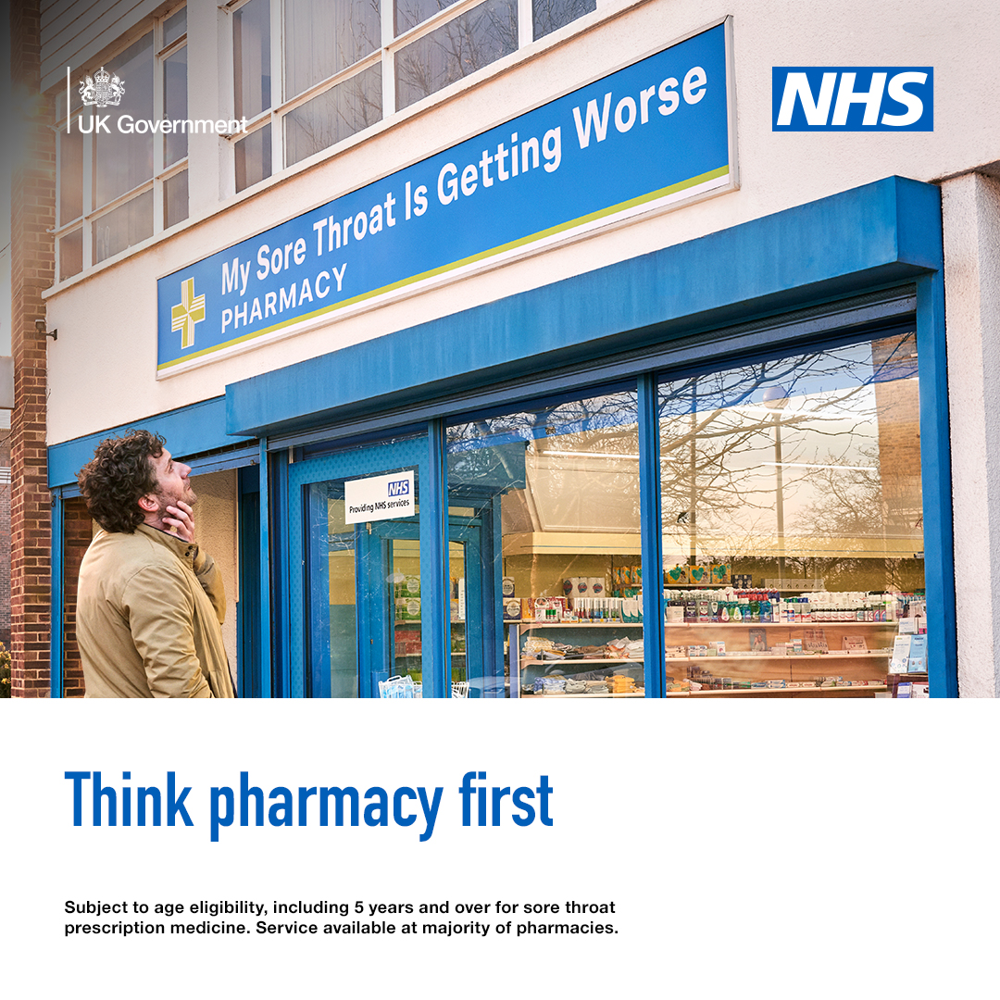 UK Government
NHS
My Sore Throat Is Getting Worse
PHARMACY
NHS
Providing NHS services
Think pharmacy first
Subject to age eligibility, including 5 years and over for sore throat
prescription medicine. Service available at majority of pharmacies.